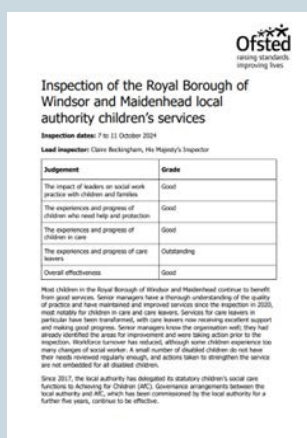 Ofsted
raising standards
improving lives
Inspection of the Royal Borough of
Windsor and Maidenhead local
authority children's services
Inspection dates: 7 to 11 October 2024
Lead inspector: Claire Beckingham, His Majesty's Inspector
Judgement Grade
The impact of leaders on social work
practice with children and families
Good
The experiences and progress of
children who need help and protection
Good
The experiences and progress of
children in care
Good
The experiences and progress of care
leavers
Outstanding
Overall effectiveness Good
Most children in the Royal Borough of Windsor and Maidenhead continue to benefit
from good services. Senior managers have a thorough understanding of the quality
of practice and have maintained and improved services since the inspection in 2020,
most notably for children in care and care leavers. Services for care leavers in
particular have been transformed, with care leavers now receiving excellent support
and making good progress. Senior managers know the organisation well; they had
already identified the areas for improvement and were taking action prior to the
inspection. Workforce turnover has reduced, although some children experience too
many changes of social worker. A small number of disabled children do not have
their needs reviewed regularly enough, and actions taken to strengthen the service
are not embedded for all disabled children.
Since 2017, the local authority has delegated its statutory children's social care
functions to Achieving for Children (AfC). Governance arrangements between the
local authority and AfC, which has been commissioned by the local authority for a
further five years, continue to be effective.